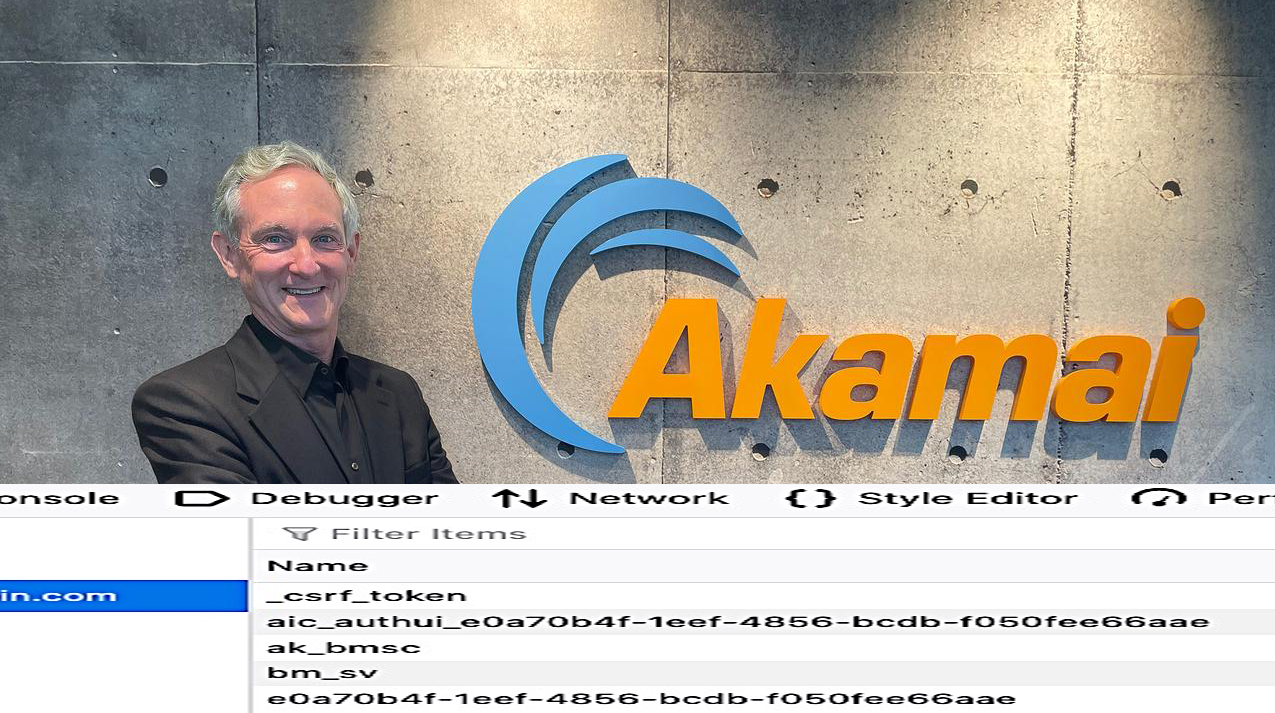 Akamai
onsole Debugger Network Style Editor Per
Filter Items
Name
in.com
_csrf_token
aic_authui_e0a70b4f-1eef-4856-bcdb-f050fee66aae
ak_bmsc
bm_sv
e0a70b4f-1eef-4856-bcdb-f050fee66aae